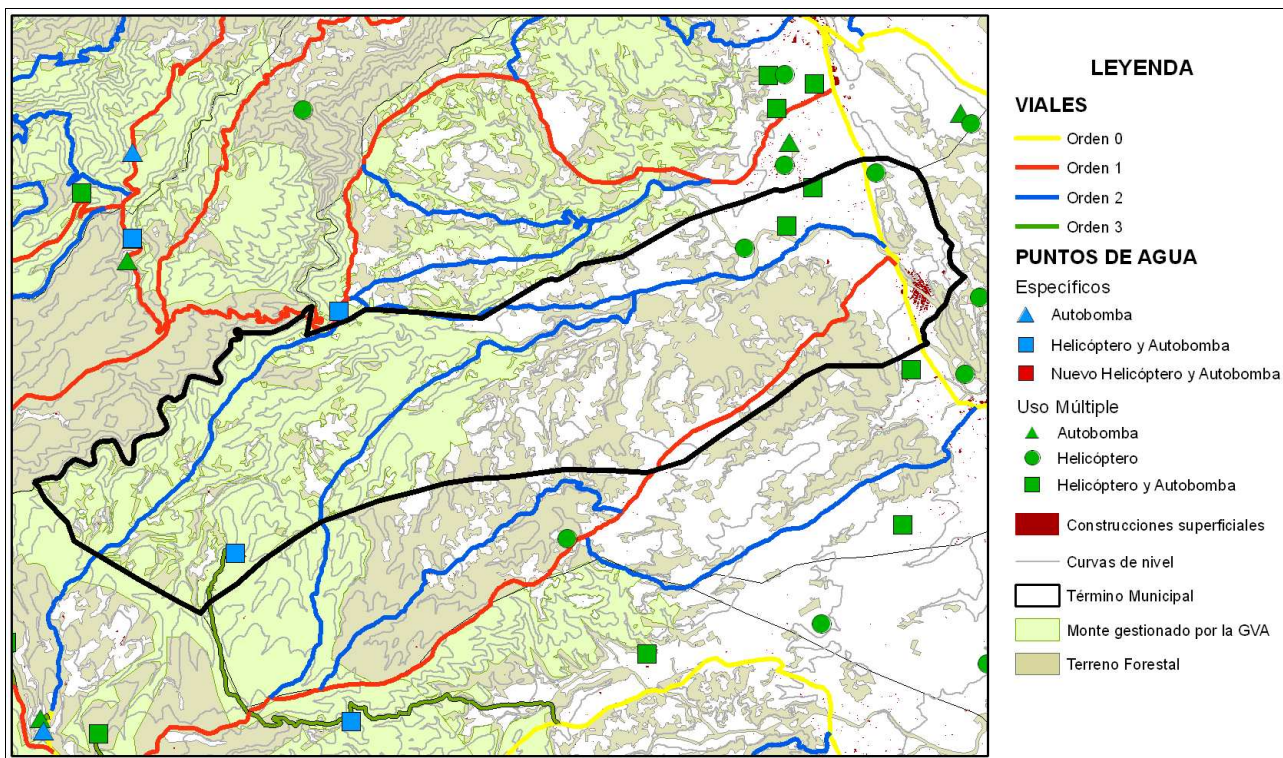 LEYENDA
VIALES
Orden 0
Orden 1
Orden 2
Orden 3
PUNTOS DE AGUA
Específicos
Autobomba
Helicóptero y Autobomba
Nuevo Helicóptero y Autobomba
Uso Múltiple
Autobomba
Helicóptero
Helicóptero y Autobomba
Construcciones superficiales
Curvas de nivel
Término Municipal
Monte gestionado por la GVA
Terreno Forestal